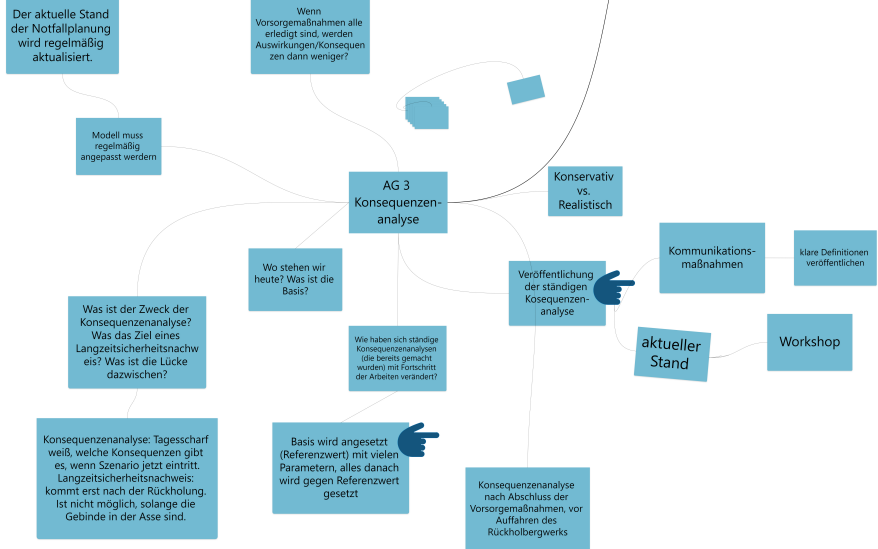 Der aktuelle Stand
der Notfallplanung
wird regelmäßig
aktualisiert.
Wenn
Vorsorgemaßnahmen alle
erledigt sind, werden
Auswirkungen/Konsequen
zen dann weniger?
Modell muss
regelmäßig
angepasst werdern
AG 3
Konsequenzen-
analyse
Konservativ
vs.
Realistisch
Wo stehen wir
heute? Was ist die
Basis?
Veröffentlichung
der ständigen
Kosequenzen-
analyse
Kommunikations-
maßnahmen
klare Definitionen
veröffentlichen
Was ist der Zweck der
Konsequenzenanalyse?
Was das Ziel eines
Langzeitsicherheitsnachw
eis? Was ist die Lücke
dazwischen?
Wie haben sich ständige
Konsequenzenanalysen
(die bereits gemacht
wurden) mit Fortschritt
der Arbeiten verändert?
aktueller
Stand
Workshop
Konsequenzenanalyse: Tagesscharf
weiß, welche Konsequenzen gibt
es, wenn Szenario jetzt eintritt.
Langzeitsicherheitsnachweis:
kommt erst nach der Rückholung.
Ist nicht möglich, solange die
Gebinde in der Asse sind.
Basis wird angesetzt
(Referenzwert) mit vielen
Parametern, alles danach
wird gegen Referenzwert
gesetzt
Konsequenzenanalyse
nach Abschluss der
Vorsorgemaßnahmen, vor
Auffahren des
Rückholbergwerks